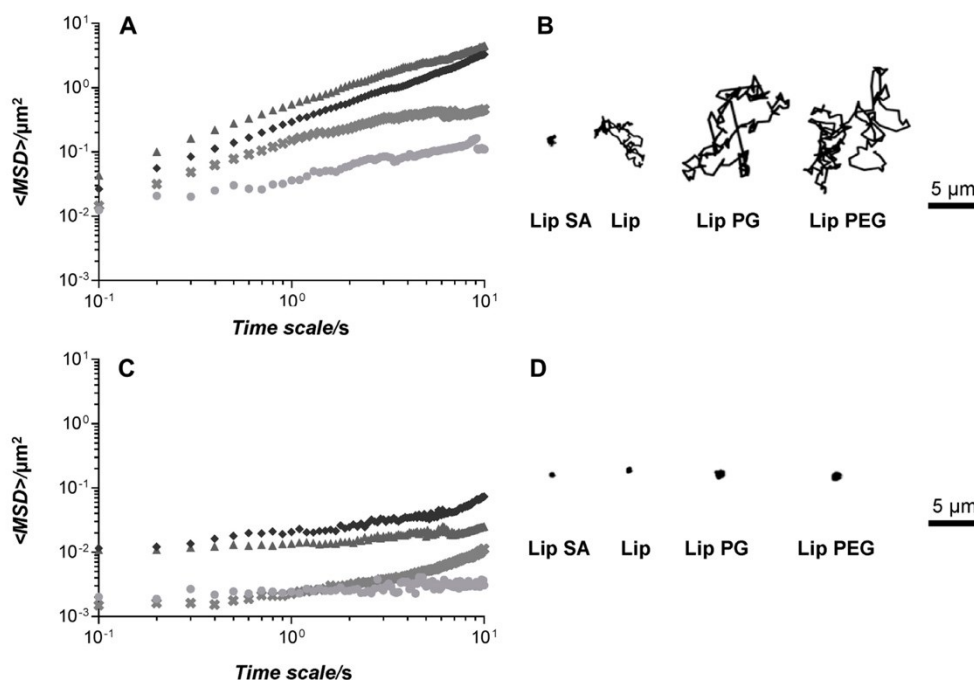 A
<MSD>/µm²
10¹
10⁰
10⁻¹
10⁻²
10⁻³
10⁻¹ 10⁰ 10¹
Time scale/s
B
Lip SA Lip Lip PG Lip PEG
5 µm
C
<MSD>/µm²
10¹
10⁰
10⁻¹
10⁻²
10⁻³
10⁻¹ 10⁰ 10¹
Time scale/s
D
Lip SA Lip Lip PG Lip PEG
5 µm